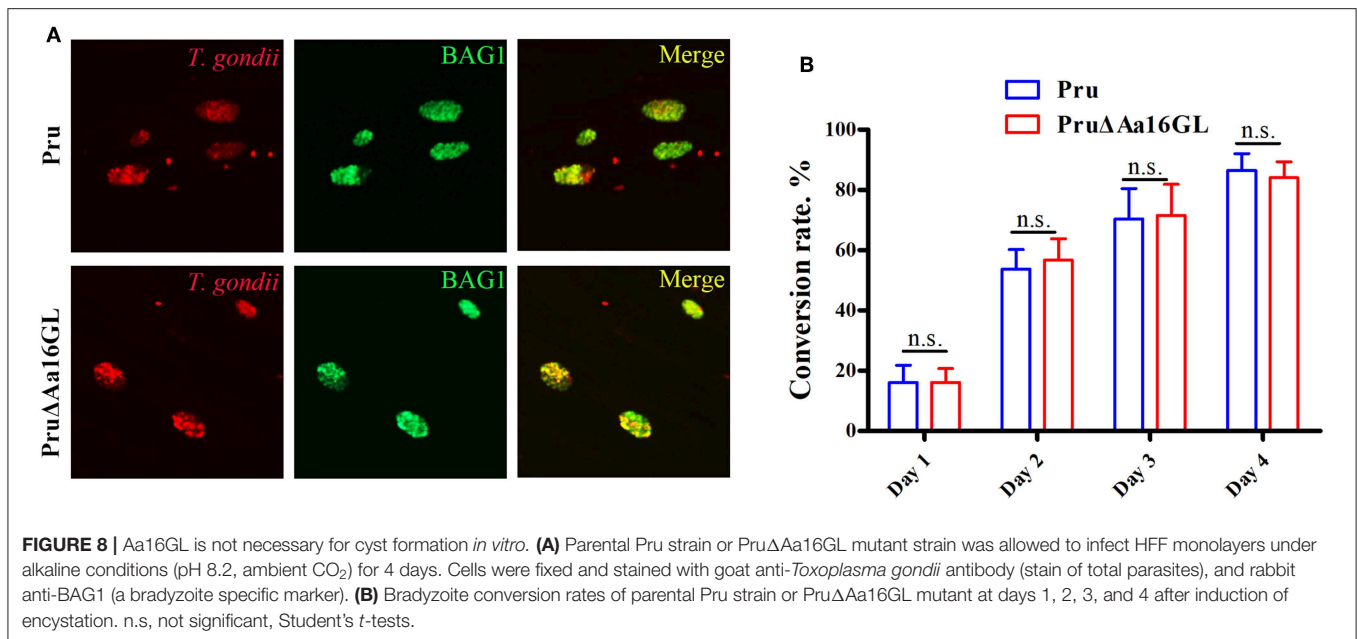 A
T. gondii
BAG1
Merge
Pru
T. gondii
BAG1
Merge
PruΔAa16GL
B
Pru
PruΔAa16GL
Conversion rate. %
100
80
60
40
20
0
n.s.
n.s.
n.s.
n.s.
Day 1
Day 2
Day 3
Day 4
FIGURE 8 | Aa16GL is not necessary for cyst formation in vitro. (A) Parental Pru strain or PruΔAa16GL mutant strain was allowed to infect HFF monolayers under
alkaline conditions (pH 8.2, ambient CO₂) for 4 days. Cells were fixed and stained with goat anti-Toxoplasma gondii antibody (stain of total parasites), and rabbit
anti-BAG1 (a bradyzoite specific marker). (B) Bradyzoite conversion rates of parental Pru strain or PruΔAa16GL mutant at days 1, 2, 3, and 4 after induction of
encystation. n.s, not significant, Student's t-tests.